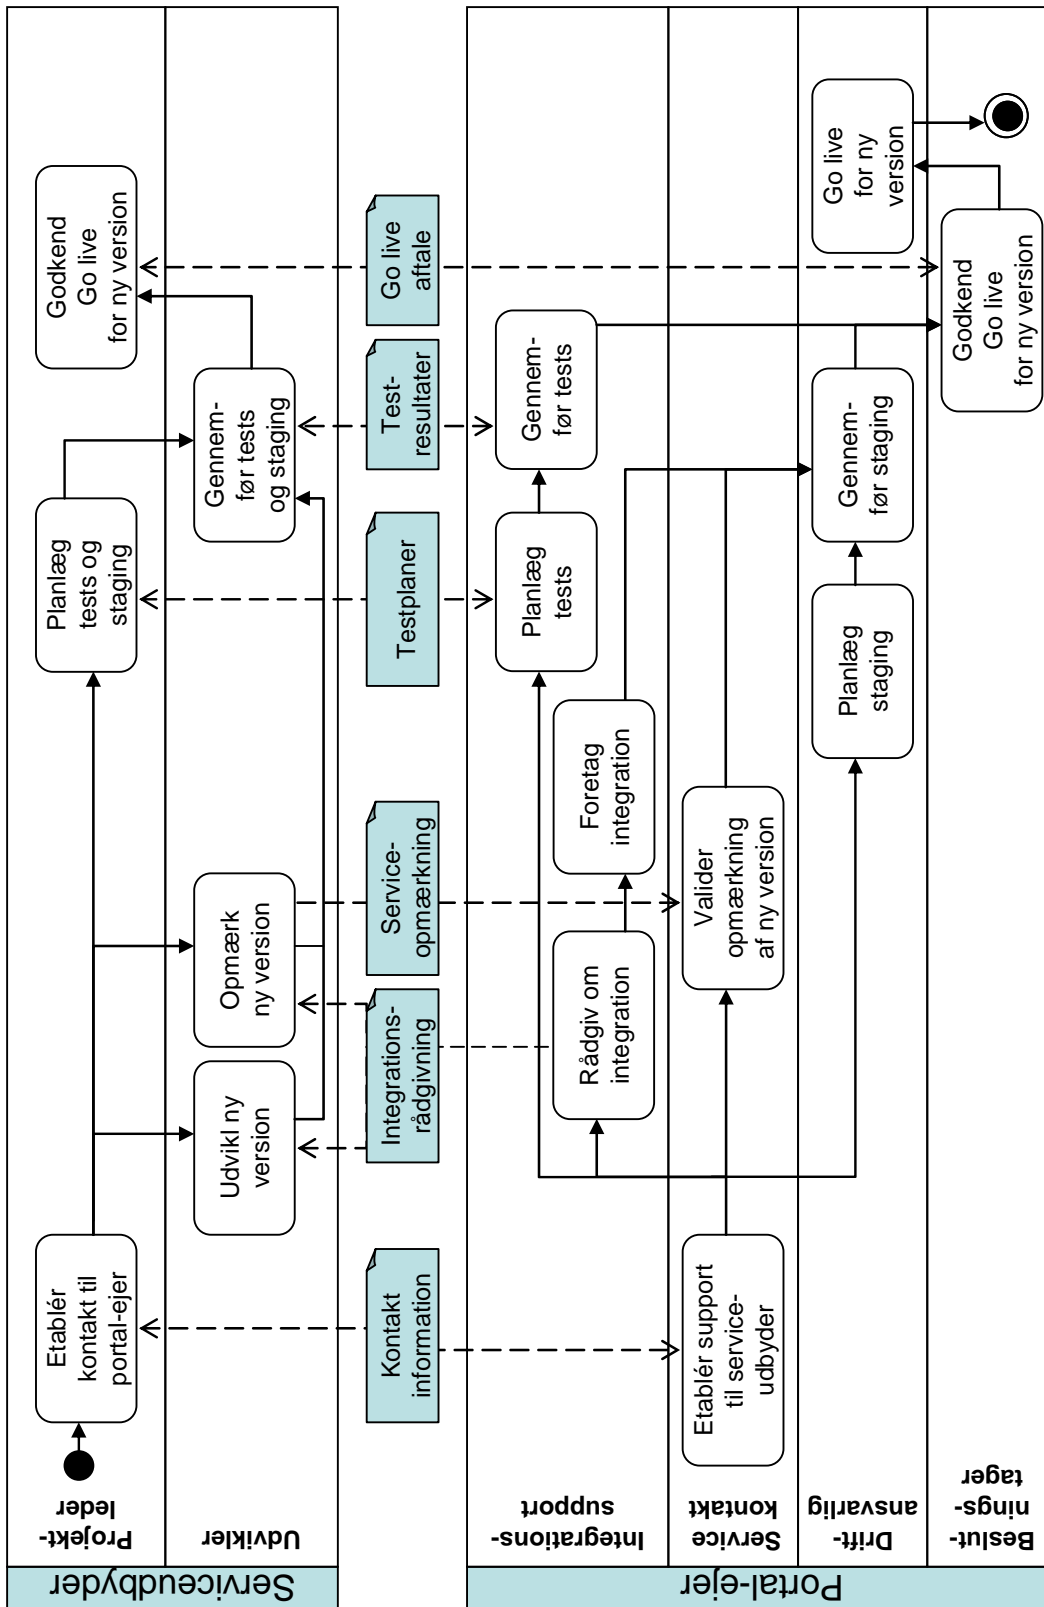 Serviceudbyder
Projekt-
leder
Etablér
kontakt til
portal-ejer
Planlæg
tests og
staging
Godkend
Go live
for ny version
Udvikler
Udvikl ny
version
Opmærk
ny version
Gennem-
før tests
og staging
Kontakt
information
Integrations-
rådgivning
Service-
opmærkning
Testplaner
Test-
resultater
Go live
aftale
Portal-ejer
Integrations-
support
Rådgiv om
integration
Foretag
integration
Planlæg
tests
Gennem-
før tests
Service
kontakt
Etablér support
til service-
udbyder
Valider
opmærkning
af ny version
Drift-
ansvarlig
Planlæg
staging
Gennem-
før staging
Go live
for ny
version
Beslut-
nings-
tager
Godkend
Go live
for ny version